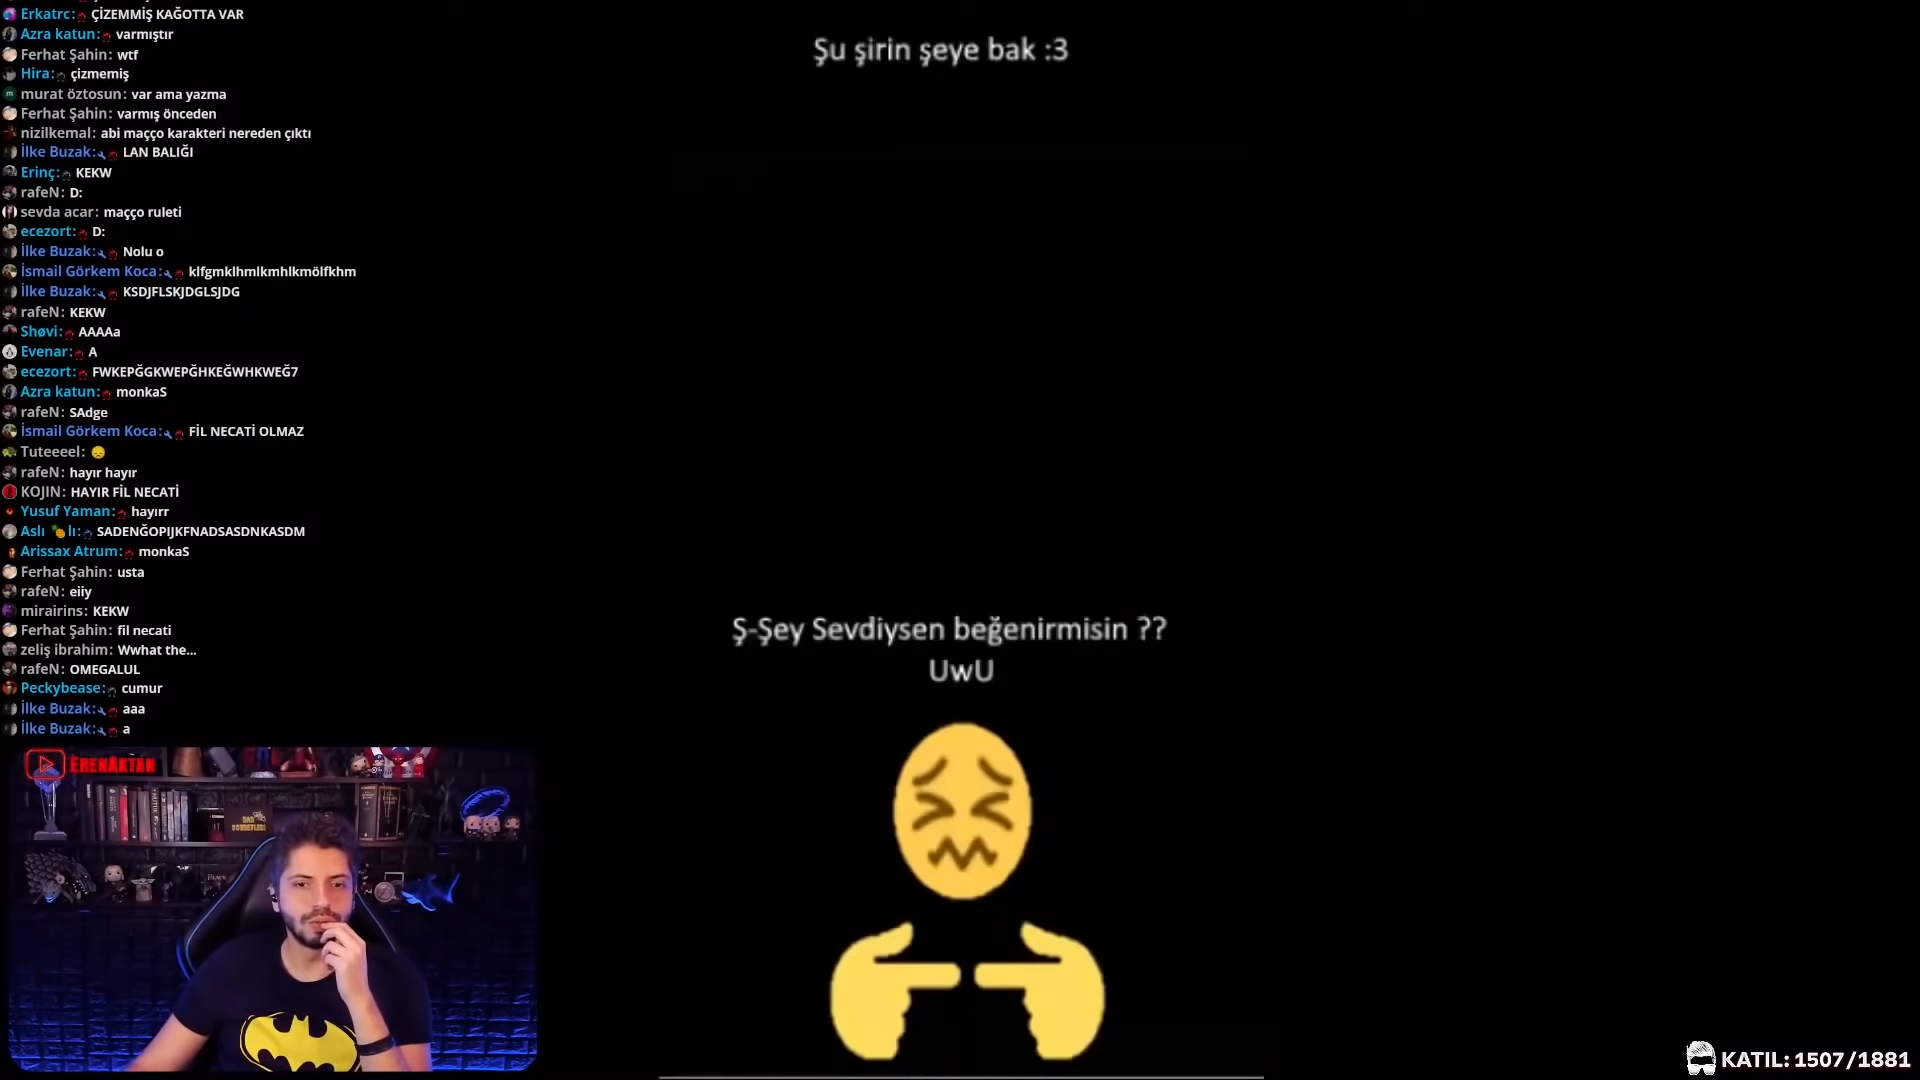 Erkatrc: ÇİZEMMİŞ KAĞOTTA VAR
Azra katun: varmıştır
Ferhat Şahin: wtf
Hira: çizmemiş
murat öztosun: var ama yazma
Ferhat Şahin: varmış önceden
nizilkemal: abi maçço karakteri nereden çıktı
İlke Buzak: LAN BALIĞI
Erinç: KEKW
rafeN: D:
sevda acar: maçço ruleti
ecezort: D:
İlke Buzak: Nolu o
İsmail Görkem Koca: klfgmklhmlkmhlkmölfkhm
İlke Buzak: KSDJFLSKJDGLSJDG
rafeN: KEKW
Shøvi: AAAAa
Evenar: A
ecezort: FWKEPĞGKWEPĞHKEĞWHKWEĞ7
Azra katun: monkaS
rafeN: SAdge
İsmail Görkem Koca: FİL NECATİ OLMAZ
Tuteeeel: 😞
rafeN: hayır hayır
KOJIN: HAYIR FİL NECATİ
Yusuf Yaman: hayırr
Aslı 🍍lı: SADENĞOPIJKFNADSASDNKASDM
Arissax Atrum: monkaS
Ferhat Şahin: usta
rafeN: eiiy
mirairins: KEKW
Ferhat Şahin: fil necati
zeliş ibrahim: Wwhat the...
rafeN: OMEGALUL
Peckybease: cumur
İlke Buzak: aaa
İlke Buzak: a
ErenAktan
Şu şirin şeye bak :3
Ş-Şey Sevdiysen beğenirmisin ??
UwU
KATIL: 1507/1881